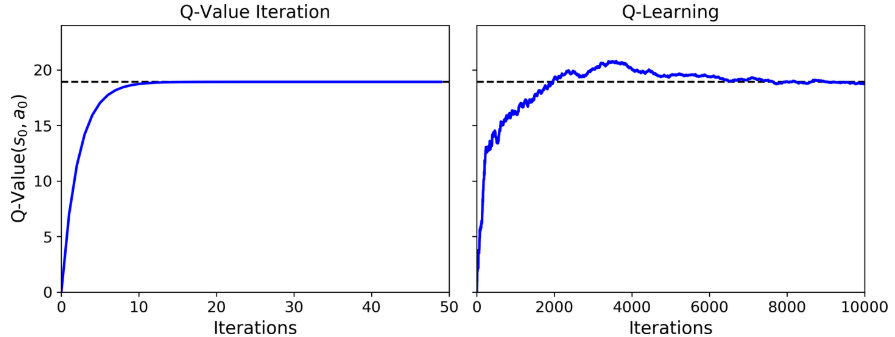 Q-Value Iteration
Q-Value(s₀, a₀)
20
15
10
5
0
0 10 20 30 40 50
Iterations
Q-Learning
0 2000 4000 6000 8000 10000
Iterations